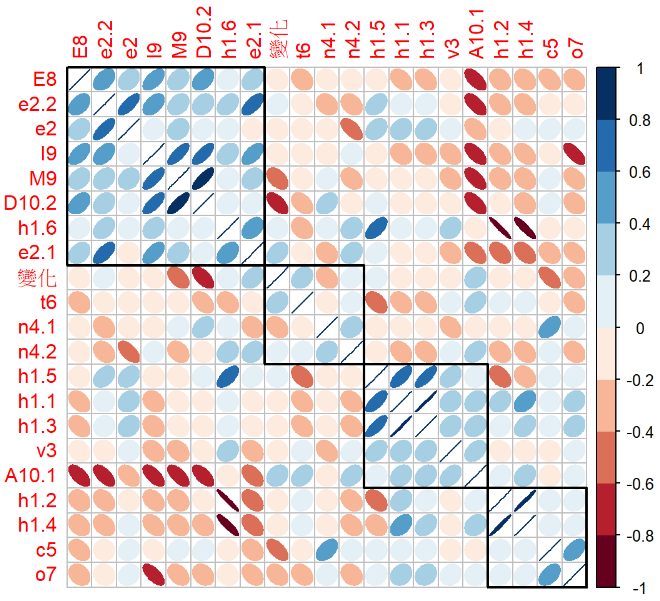 E8 e2.2 e2 I9 M9 D10.2 h1.6 e2.1 變化 t6 n4.1 n4.2 h1.5 h1.1 h1.3 v3 A10.1 h1.2 h1.4 c5 o7
E8
e2.2
e2
I9
M9
D10.2
h1.6
e2.1
變化
t6
n4.1
n4.2
h1.5
h1.1
h1.3
v3
A10.1
h1.2
h1.4
c5
o7
1
0.8
0.6
0.4
0.2
0
-0.2
-0.4
-0.6
-0.8
-1